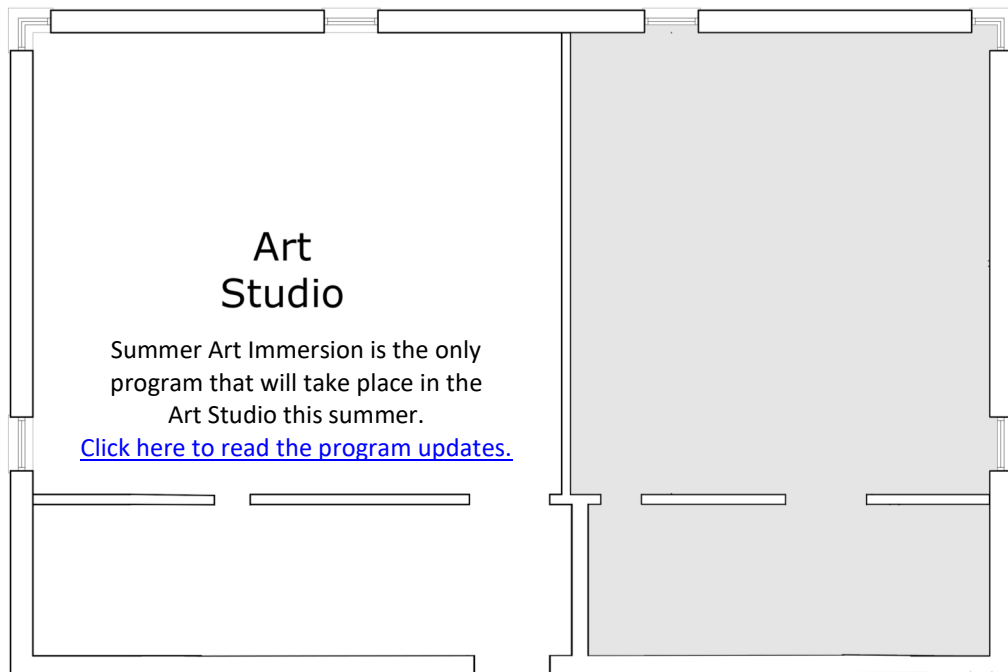 Art
Studio
Summer Art Immersion is the only
program that will take place in the
Art Studio this summer.
Click here to read the program updates.